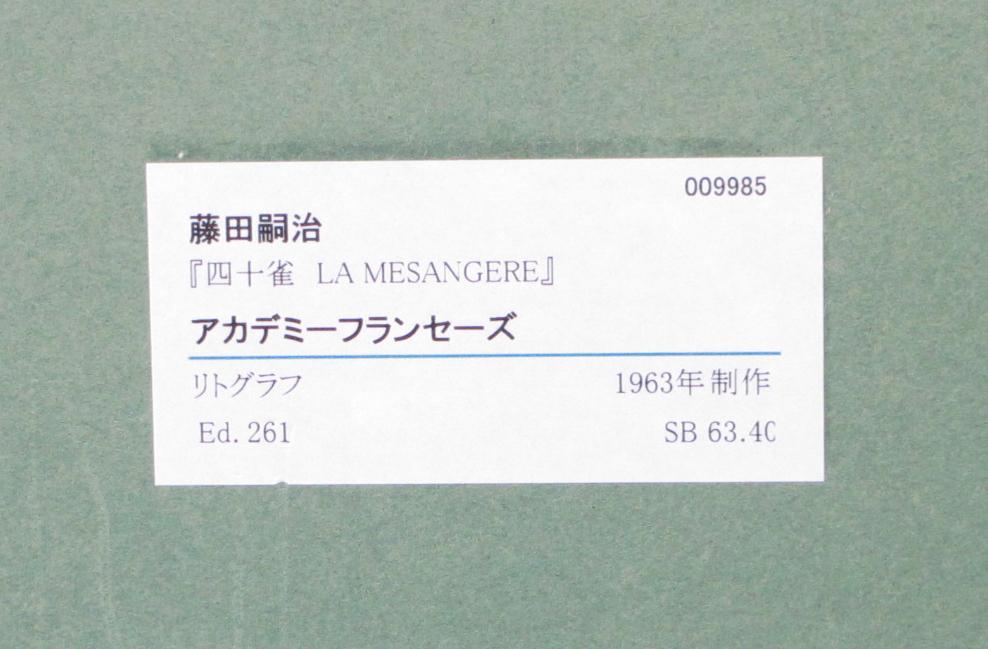 009985
藤田嗣治
『四十雀 LA MESANGERE』
アカデミーフランセーズ
リトグラフ 1963年制作
Ed. 261 SB 63.4